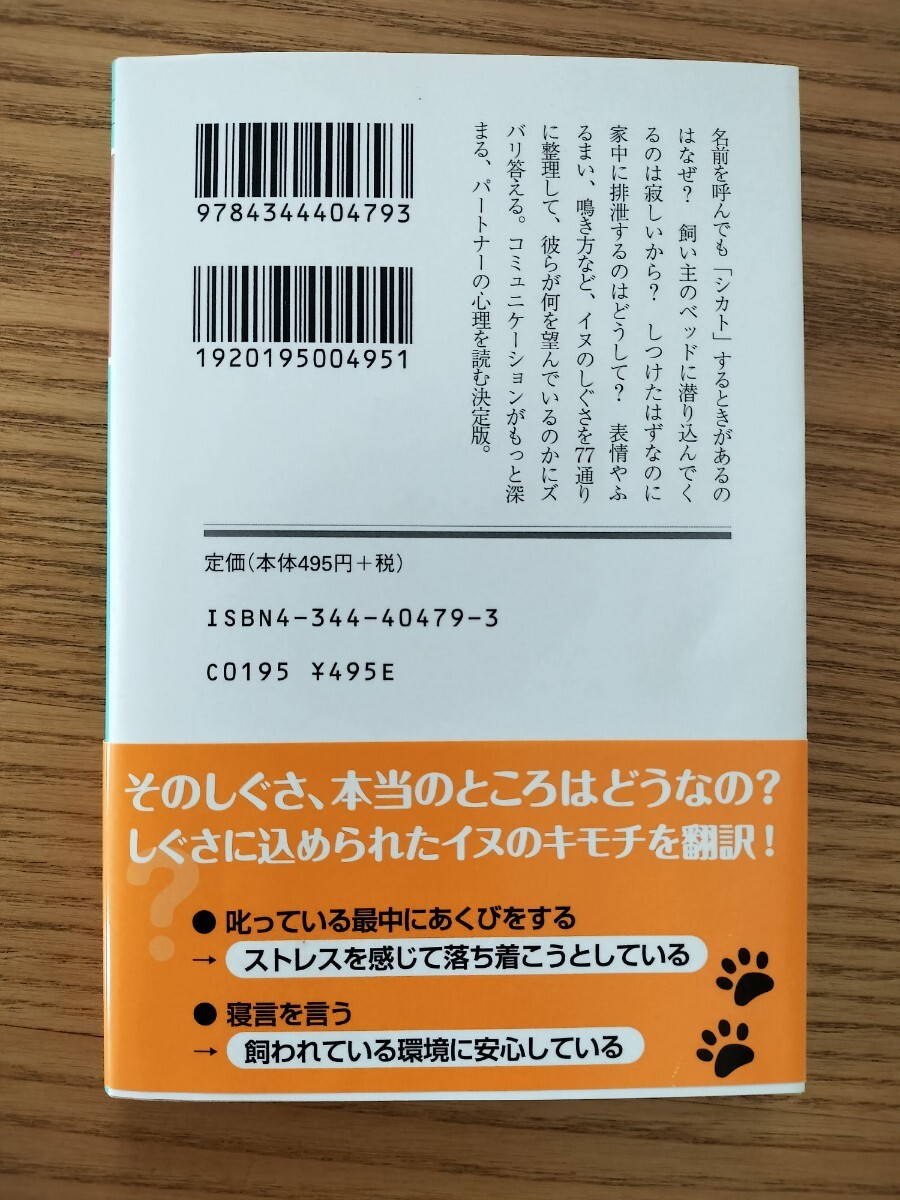 9784344404793
1920195004951
名前を呼んでも「シカト」するときがあるの
はなぜ？　飼い主のベッドに潜り込んでく
るのは寂しいから？　しつけたはずなのに
家中に排泄するのはどうして？　表情やふ
るまい、鳴き方など、イヌのしぐさを77通り
に整理して、彼らが何を望んでいるのかにズ
バリ答える。コミュニケーションがもっと深
まる、パートナーの心理を読む決定版。
定価(本体495円＋税)
ISBN4-344-40479-3
C0195 ¥495E
そのしぐさ、本当のところはどうなの？
しぐさに込められたイヌのキモチを翻訳！
?
● 叱っている最中にあくびをする
→ ストレスを感じて落ち着こうとしている
● 寝言を言う
→ 飼われている環境に安心している